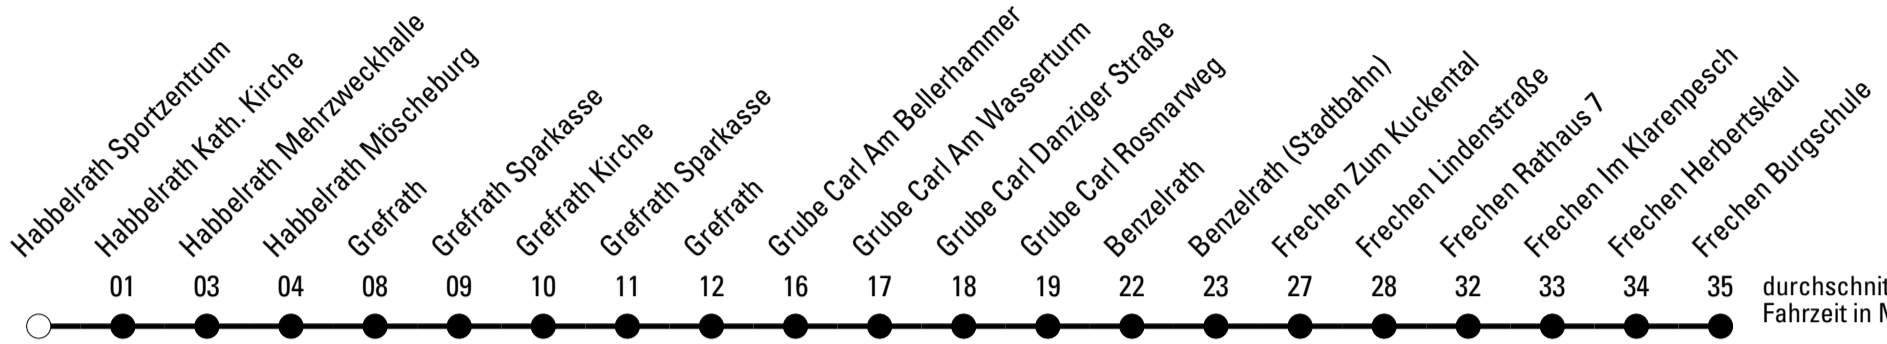 Habbelrath Sportzentrum
Habbelrath Kath. Kirche
Habbelrath Mehrzweckhalle
Habbelrath Möscheburg
Grefrath
Grefrath Sparkasse
Grefrath Kirche
Grefrath Sparkasse
Grefrath
Grube Carl Am Bellerhammer
Grube Carl Am Wasserturm
Grube Carl Danziger Straße
Grube Carl Rosmarweg
Benzelrath
Benzelrath (Stadtbahn)
Frechen Zum Kuckental
Frechen Lindenstraße
Frechen Rathaus 7
Frechen Im Klarenpesch
Frechen Herbertskaul
Frechen Burgschule
01 03 04 08 09 10 11 12 16 17 18 19 22 23 27 28 32 33 34 35
durchschnit
Fahrzeit in M